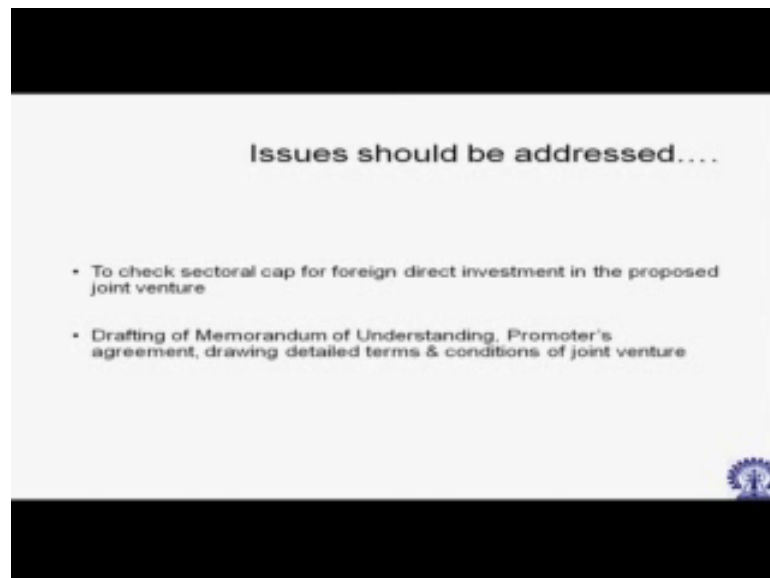 Issues should be addressed....
• To check sectoral cap for foreign direct investment in the proposed
joint venture
• Drafting of Memorandum of Understanding, Promoter's
agreement, drawing detailed terms & conditions of joint venture